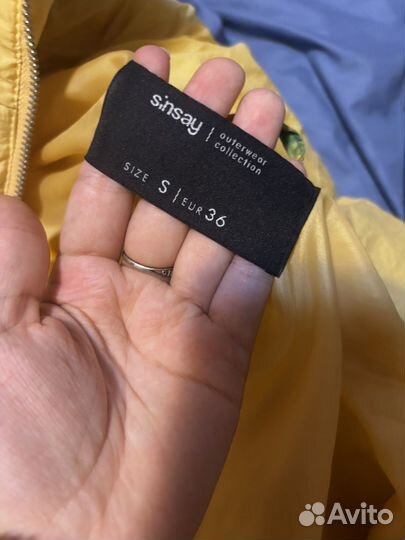 sinsay | outerwear
collection
SIZE S | EUR 36
Avito